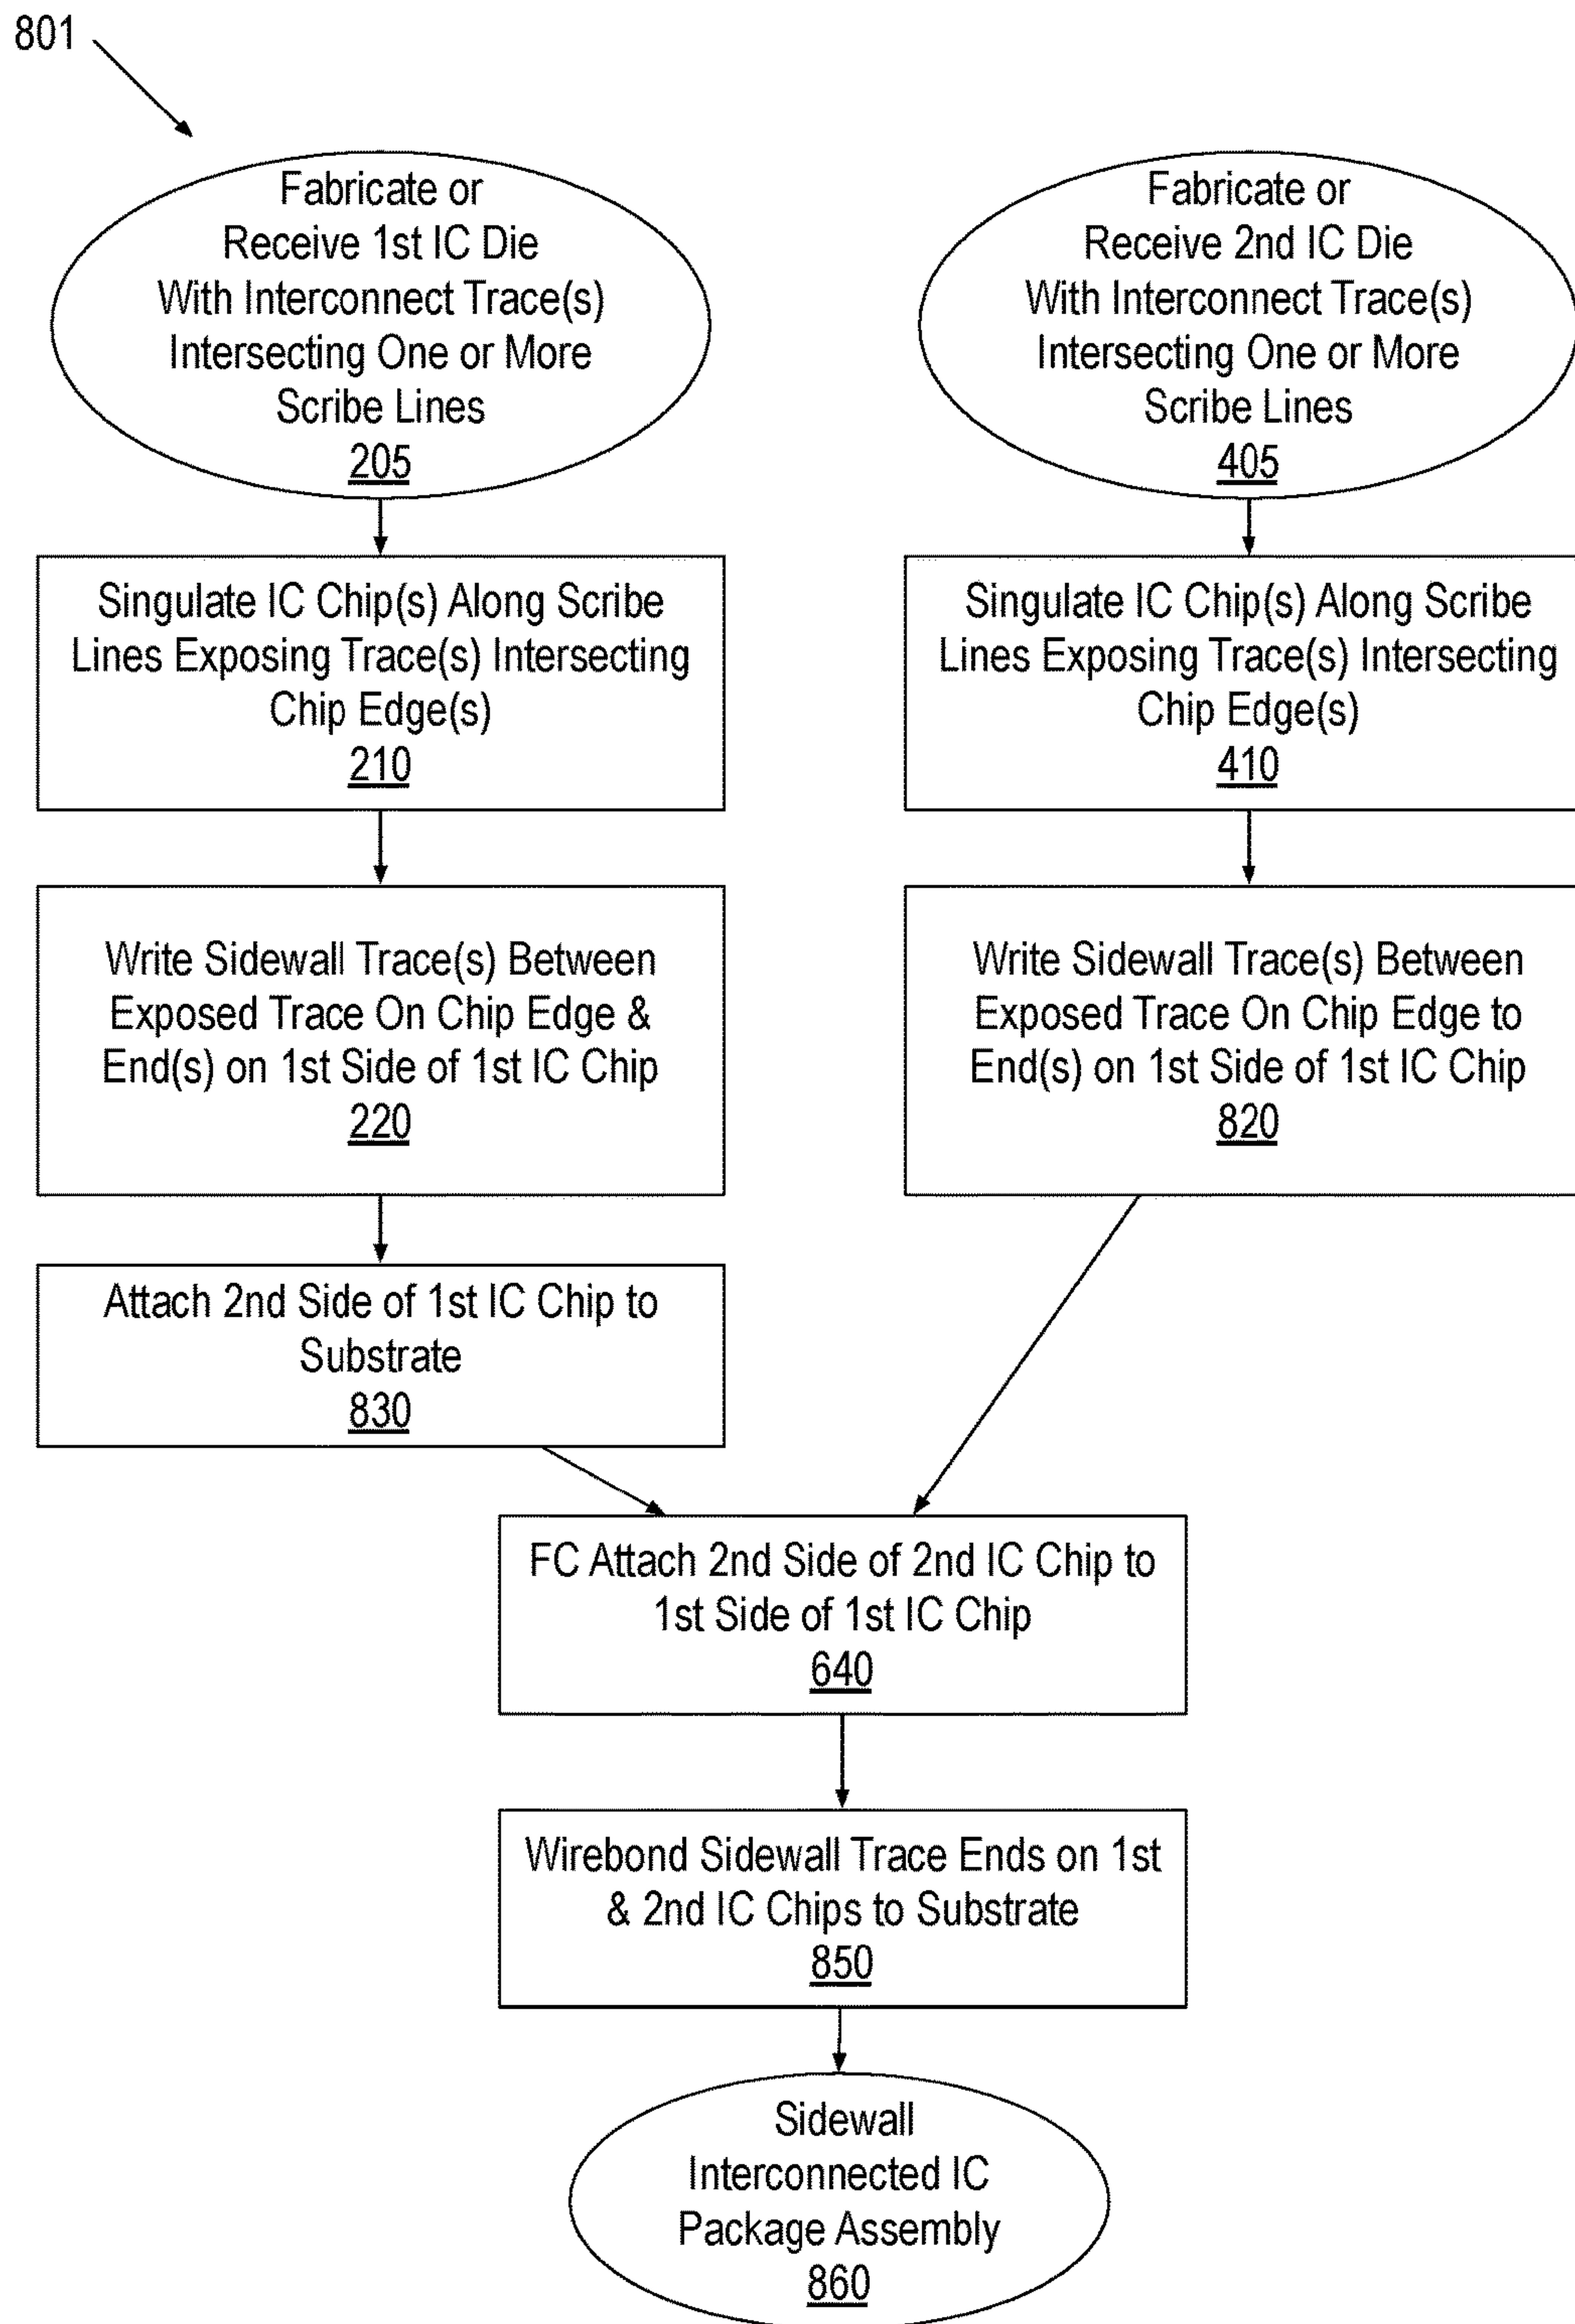 801
Fabricate or
Receive 1st IC Die
With Interconnect Trace(s)
Intersecting One or More
Scribe Lines
205
Fabricate or
Receive 2nd IC Die
With Interconnect Trace(s)
Intersecting One or More
Scribe Lines
405
Singulate IC Chip(s) Along Scribe
Lines Exposing Trace(s) Intersecting
Chip Edge(s)
210
Singulate IC Chip(s) Along Scribe
Lines Exposing Trace(s) Intersecting
Chip Edge(s)
410
Write Sidewall Trace(s) Between
Exposed Trace On Chip Edge &
End(s) on 1st Side of 1st IC Chip
220
Write Sidewall Trace(s) Between
Exposed Trace On Chip Edge to
End(s) on 1st Side of 1st IC Chip
820
Attach 2nd Side of 1st IC Chip to
Substrate
830
FC Attach 2nd Side of 2nd IC Chip to
1st Side of 1st IC Chip
640
Wirebond Sidewall Trace Ends on 1st
& 2nd IC Chips to Substrate
850
Sidewall
Interconnected IC
Package Assembly
860